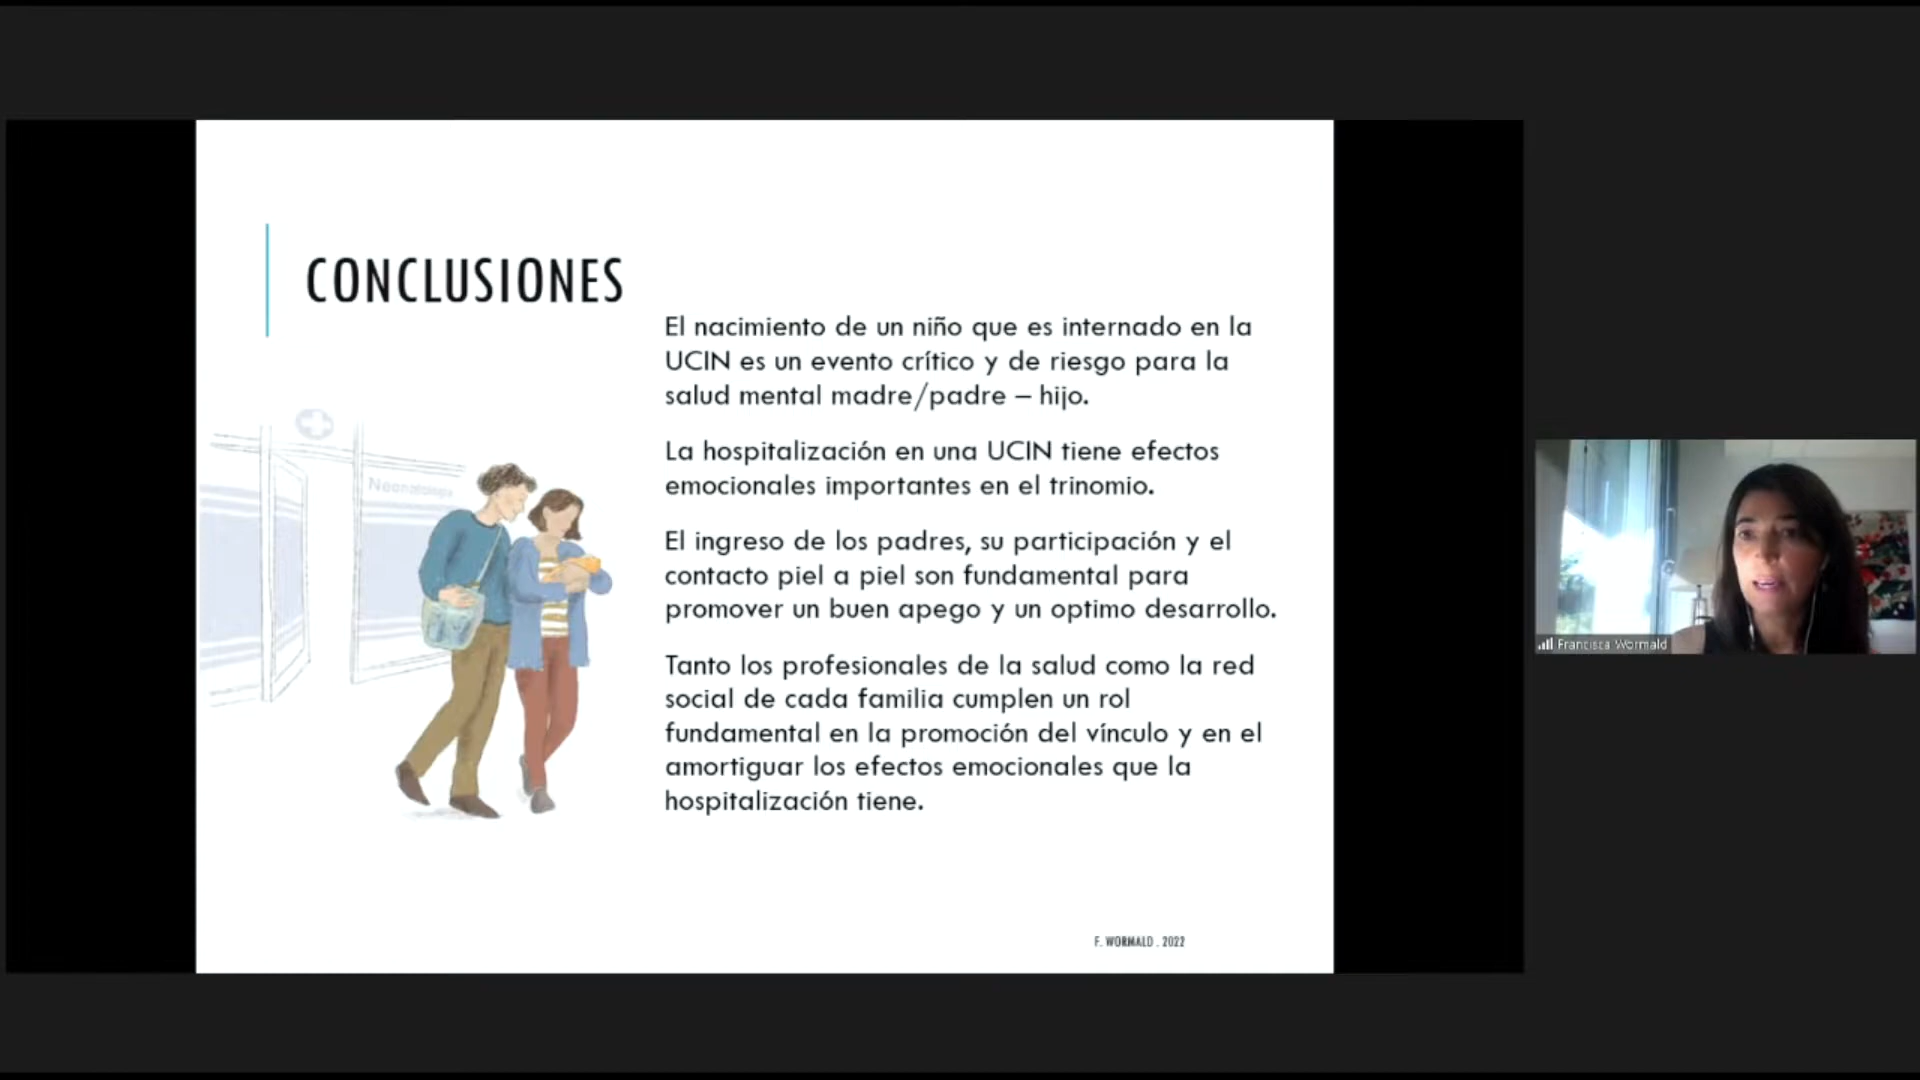 CONCLUSIONES
El nacimiento de un niño que es internado en la
UCIN es un evento crítico y de riesgo para la
salud mental madre/padre – hijo.
La hospitalización en una UCIN tiene efectos
emocionales importantes en el trinomio.
El ingreso de los padres, su participación y el
contacto piel a piel son fundamental para
promover un buen apego y un optimo desarrollo.
Tanto los profesionales de la salud como la red
social de cada familia cumplen un rol
fundamental en la promoción del vínculo y en el
amortiguar los efectos emocionales que la
hospitalización tiene.
Neonatología
F. WORMALD . 2022
Francisca Wormald